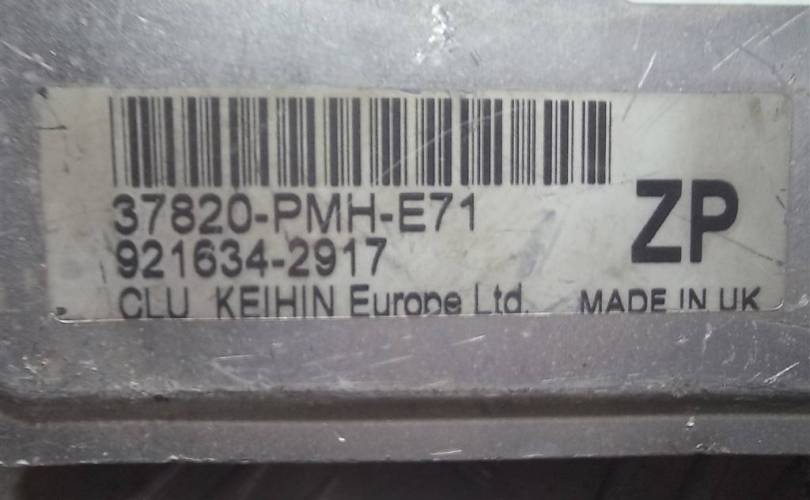 37820-PMH-E71
ZP
921634-2917
CLU KEIHIN Europe Ltd. MADE IN UK